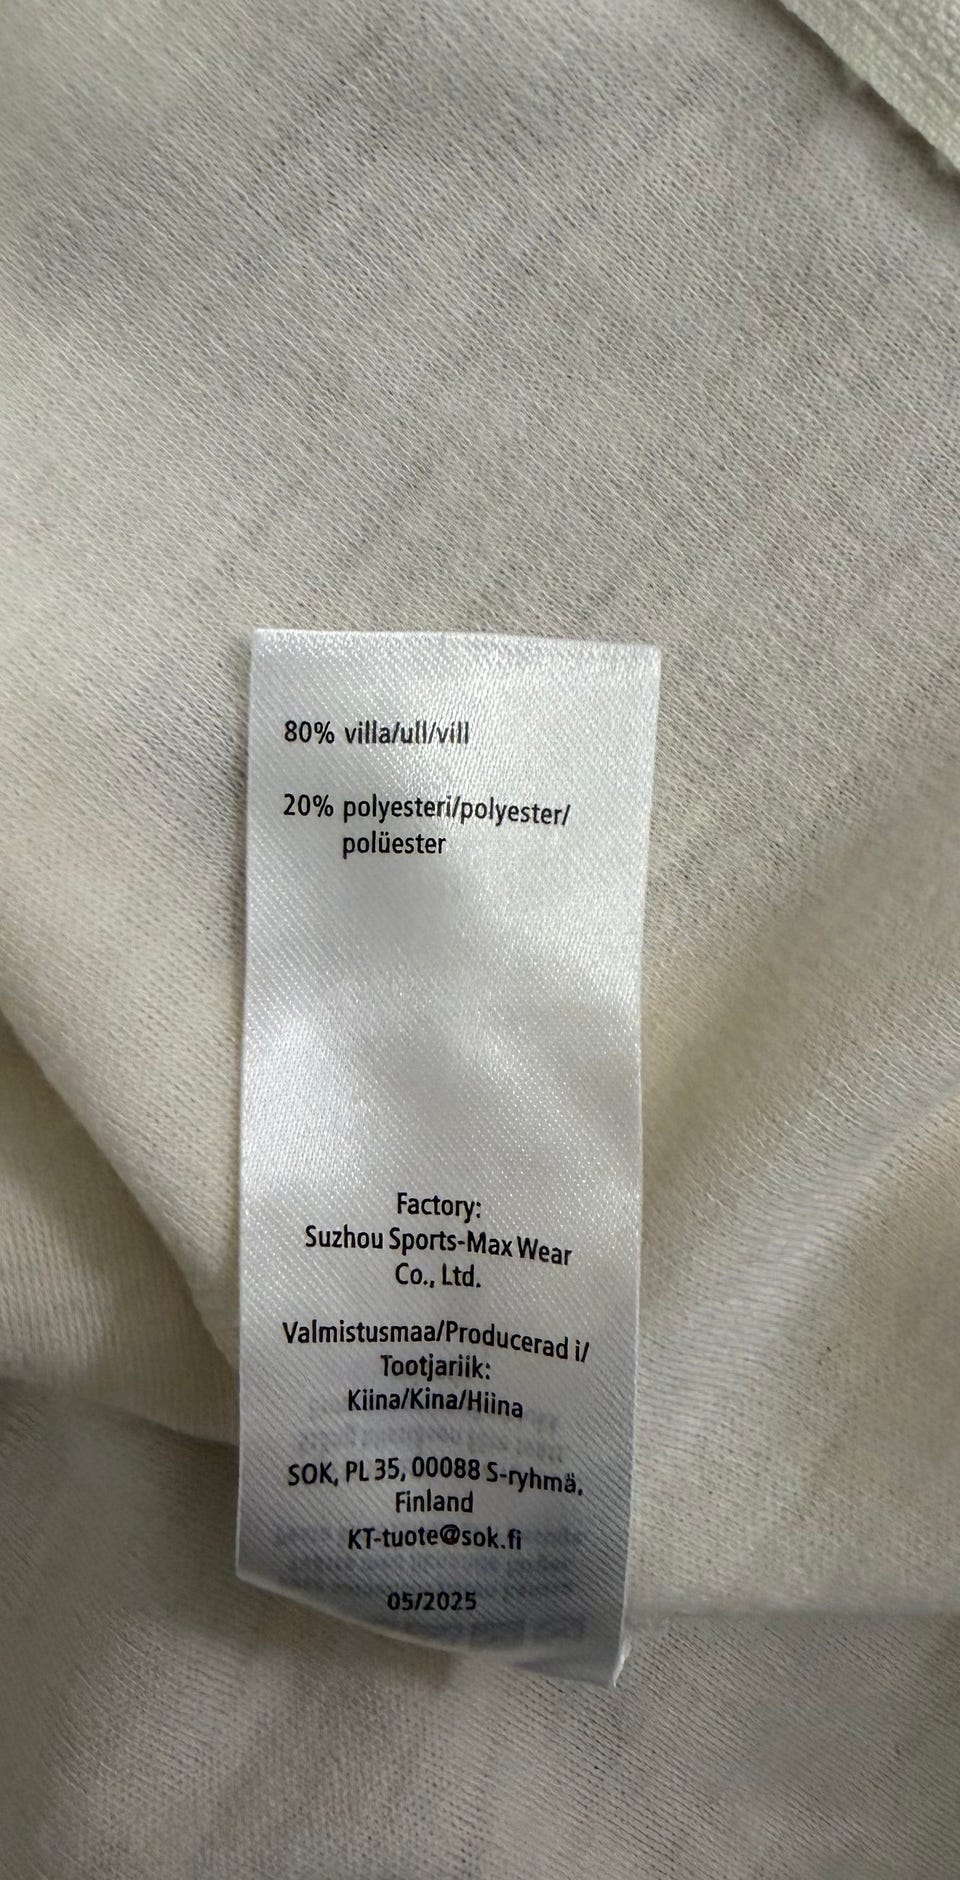 80% villa/ull/vill
20% polyesteri/polyester/
polüester
Factory:
Suzhou Sports-Max Wear
Co., Ltd.
Valmistusmaa/Producerad i/
Tootjariik:
Kiina/Kina/Hiina
SOK, PL 35, 00088 S-ryhmä,
Finland
KT-tuote@sok.fi
05/2025